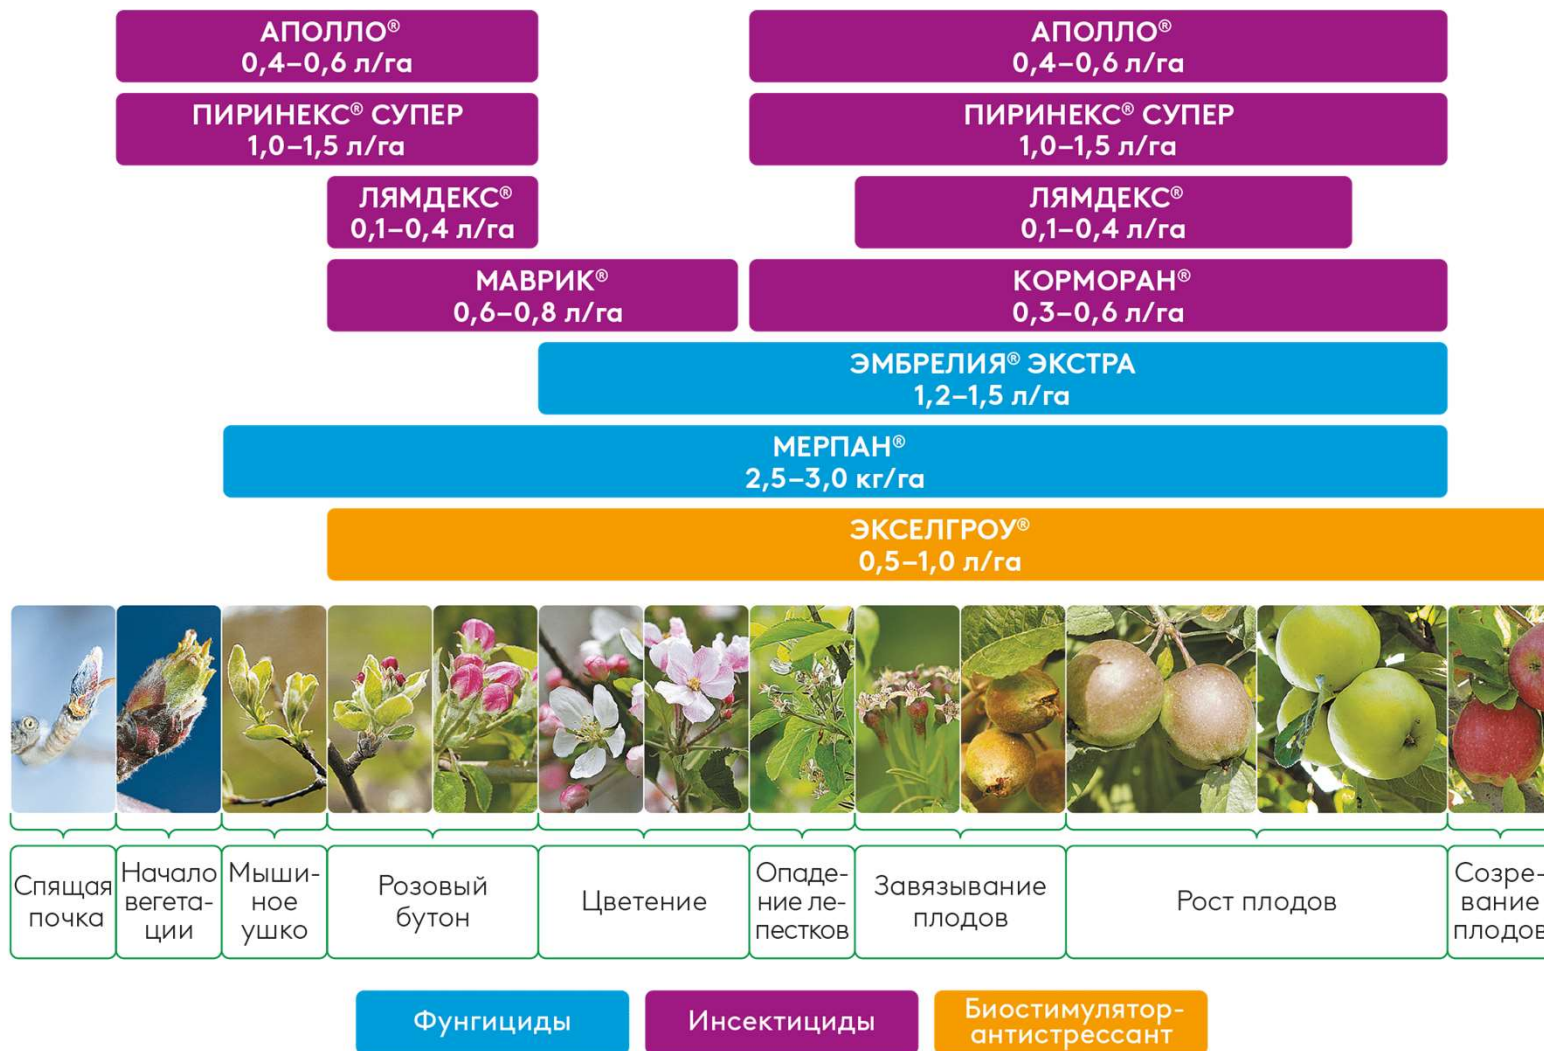 АПОЛЛО®
0,4–0,6 л/га
АПОЛЛО®
0,4–0,6 л/га
ПИРИНЕКС® СУПЕР
1,0–1,5 л/га
ПИРИНЕКС® СУПЕР
1,0–1,5 л/га
ЛЯМДЕКС®
0,1–0,4 л/га
ЛЯМДЕКС®
0,1–0,4 л/га
МАВРИК®
0,6–0,8 л/га
КОРМОРАН®
0,3–0,6 л/га
ЭМБРЕЛИЯ® ЭКСТРА
1,2–1,5 л/га
МЕРПАН®
2,5–3,0 кг/га
ЭКСЕЛГРОУ®
0,5–1,0 л/га
Спящая
почка
Начало
вегета-
ции
Мыши-
ное
ушко
Розовый
бутон
Цветение
Опаде-
ние ле-
пестков
Завязывание
плодов
Рост плодов
Созре-
вание
плодов
Фунгициды
Инсектициды
Биостимулятор-
антистрессант